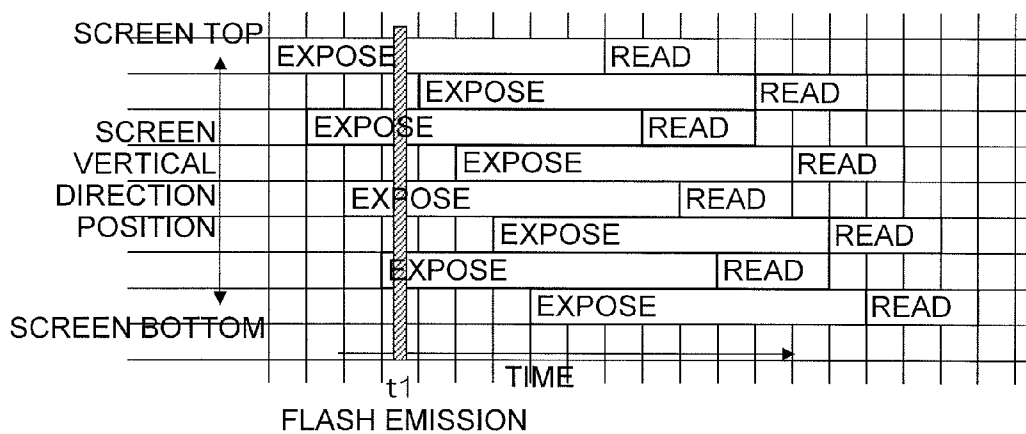 SCREEN TOP
EXPOSE READ
EXPOSE READ
SCREEN EXPOSE READ
VERTICAL EXPOSE READ
DIRECTION EXPOSE READ
POSITION EXPOSE READ
EXPOSE READ
EXPOSE READ
SCREEN BOTTOM
TIME
t1
FLASH EMISSION